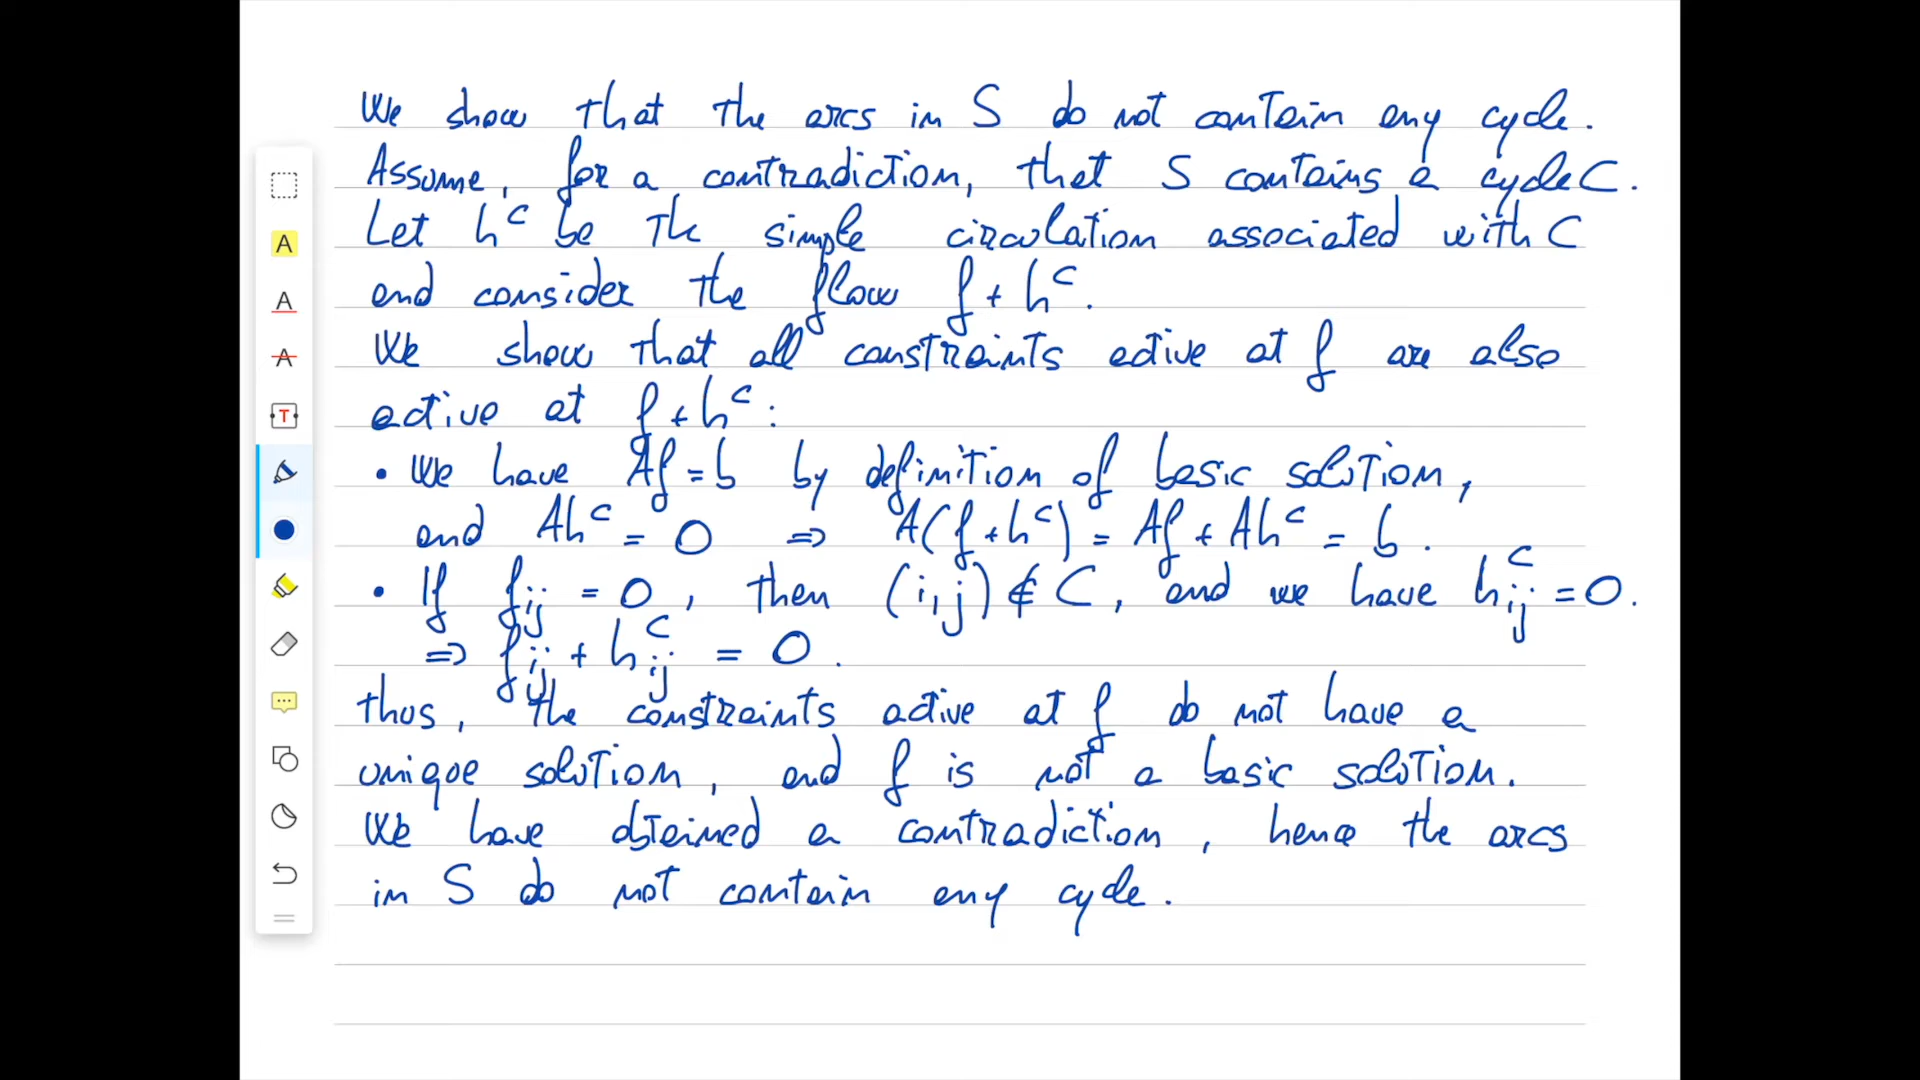 We show that the arcs in S do not contain any cycle.
Assume, for a contradiction, that S contains a cycle C.
Let h^C be the simple circulation associated with C
and consider the flow f + h^C.
We show that all constraints active at f are also
active at f + h^C :
• We have Af = b by definition of basic solution,
and Ah^C = 0 ⇒ A(f + h^C) = Af + Ah^C = b.
• If f_ij = 0, then (i,j) ∉ C, and we have h^C_ij = 0.
⇒ f_ij + h^C_ij = 0.
thus, the constraints active at f do not have a
unique solution, and f is not a basic solution.
We have obtained a contradiction, hence the arcs
in S do not contain any cycle.
A
A
A
T